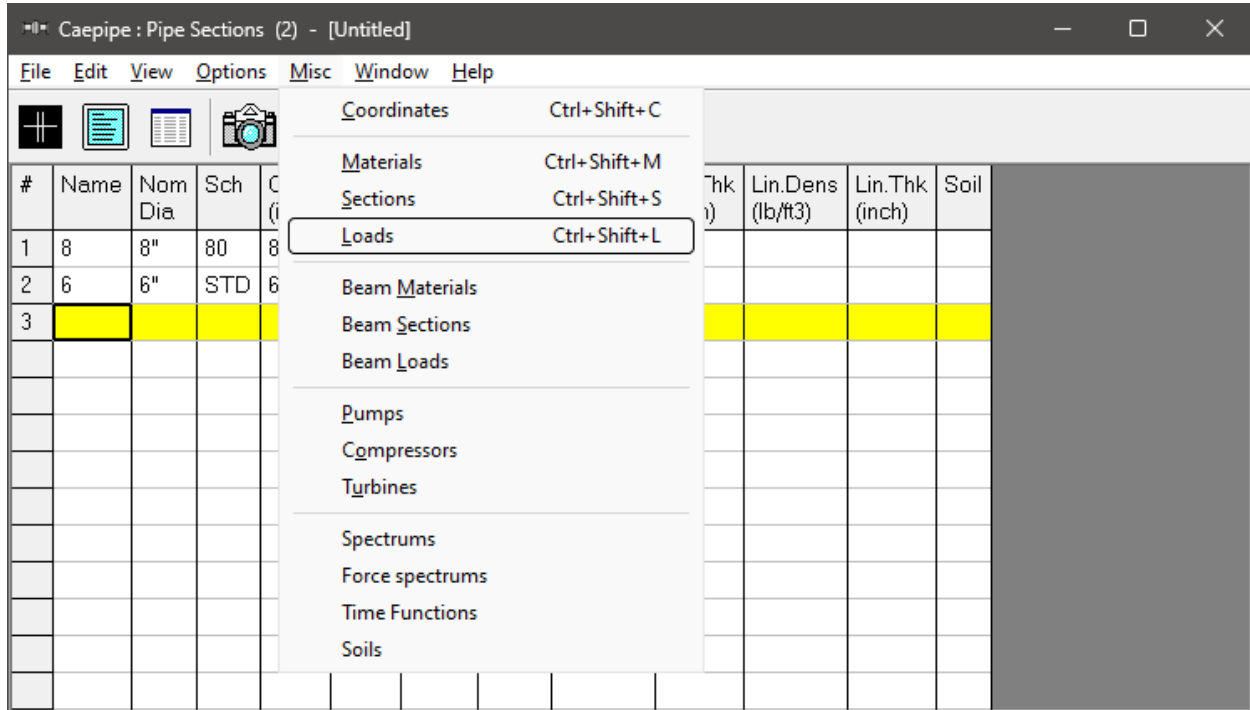 Caepipe : Pipe Sections (2) - [Untitled]
File Edit View Options Misc Window Help
Coordinates Ctrl+Shift+C
Materials Ctrl+Shift+M
Sections Ctrl+Shift+S
Loads Ctrl+Shift+L
Beam Materials
Beam Sections
Beam Loads
Pumps
Compressors
Turbines
Spectrums
Force spectrums
Time Functions
Soils
# Name Nom Sch Lin.Dens Lin.Thk Soil
Dia (lb/ft3) (inch)
1 8 8" 80 8
2 6 6" STD 6
3